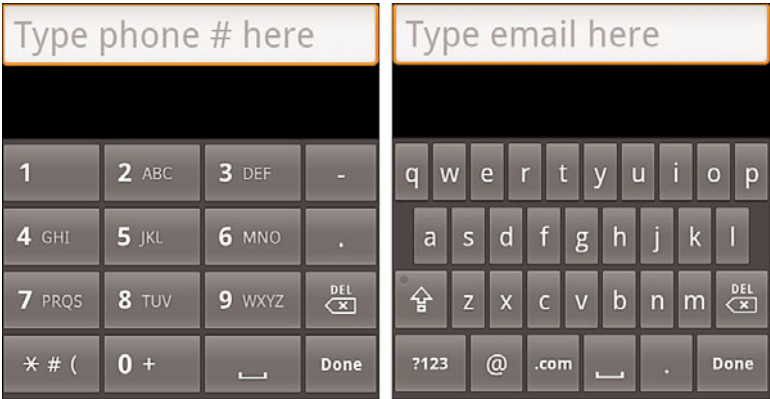 Type phone # here
1 2 ABC 3 DEF -
4 GHI 5 JKL 6 MNO .
7 PRQS 8 TUV 9 WXYZ DEL
* # ( 0 + Done
Type email here
q w e r t y u i o p
a s d f g h j k l
z x c v b n m DEL
?123 @ .com . Done